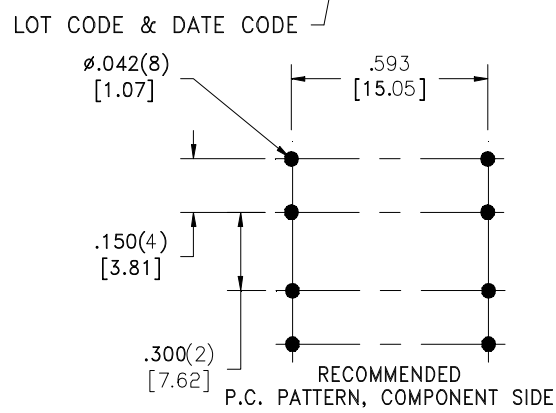 LOT CODE & DATE CODE
ø.042(8)
[1.07]
.593
[15.05]
.150(4)
[3.81]
.300(2)
[7.62]
RECOMMENDED
P.C. PATTERN, COMPONENT SIDE